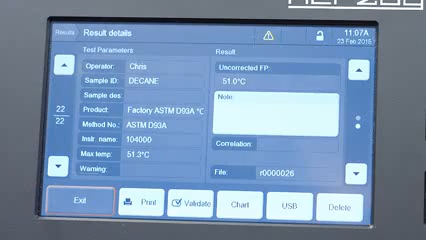 Results
Result details
11:07A
23 Feb 2015
Test Parameters
Operator: Chris
Sample ID: DECANE
Sample des
Product: Factory ASTM D93A °C
Method No.: ASTM D93A
Instr. name: 104000
Max temp: 51.3°C
Warning:
22
22
Result
Uncorrected FP:
51.0°C
Note:
Correlation:
File: r0000026
Exit
Print
Validate
Chart
USB
Delete